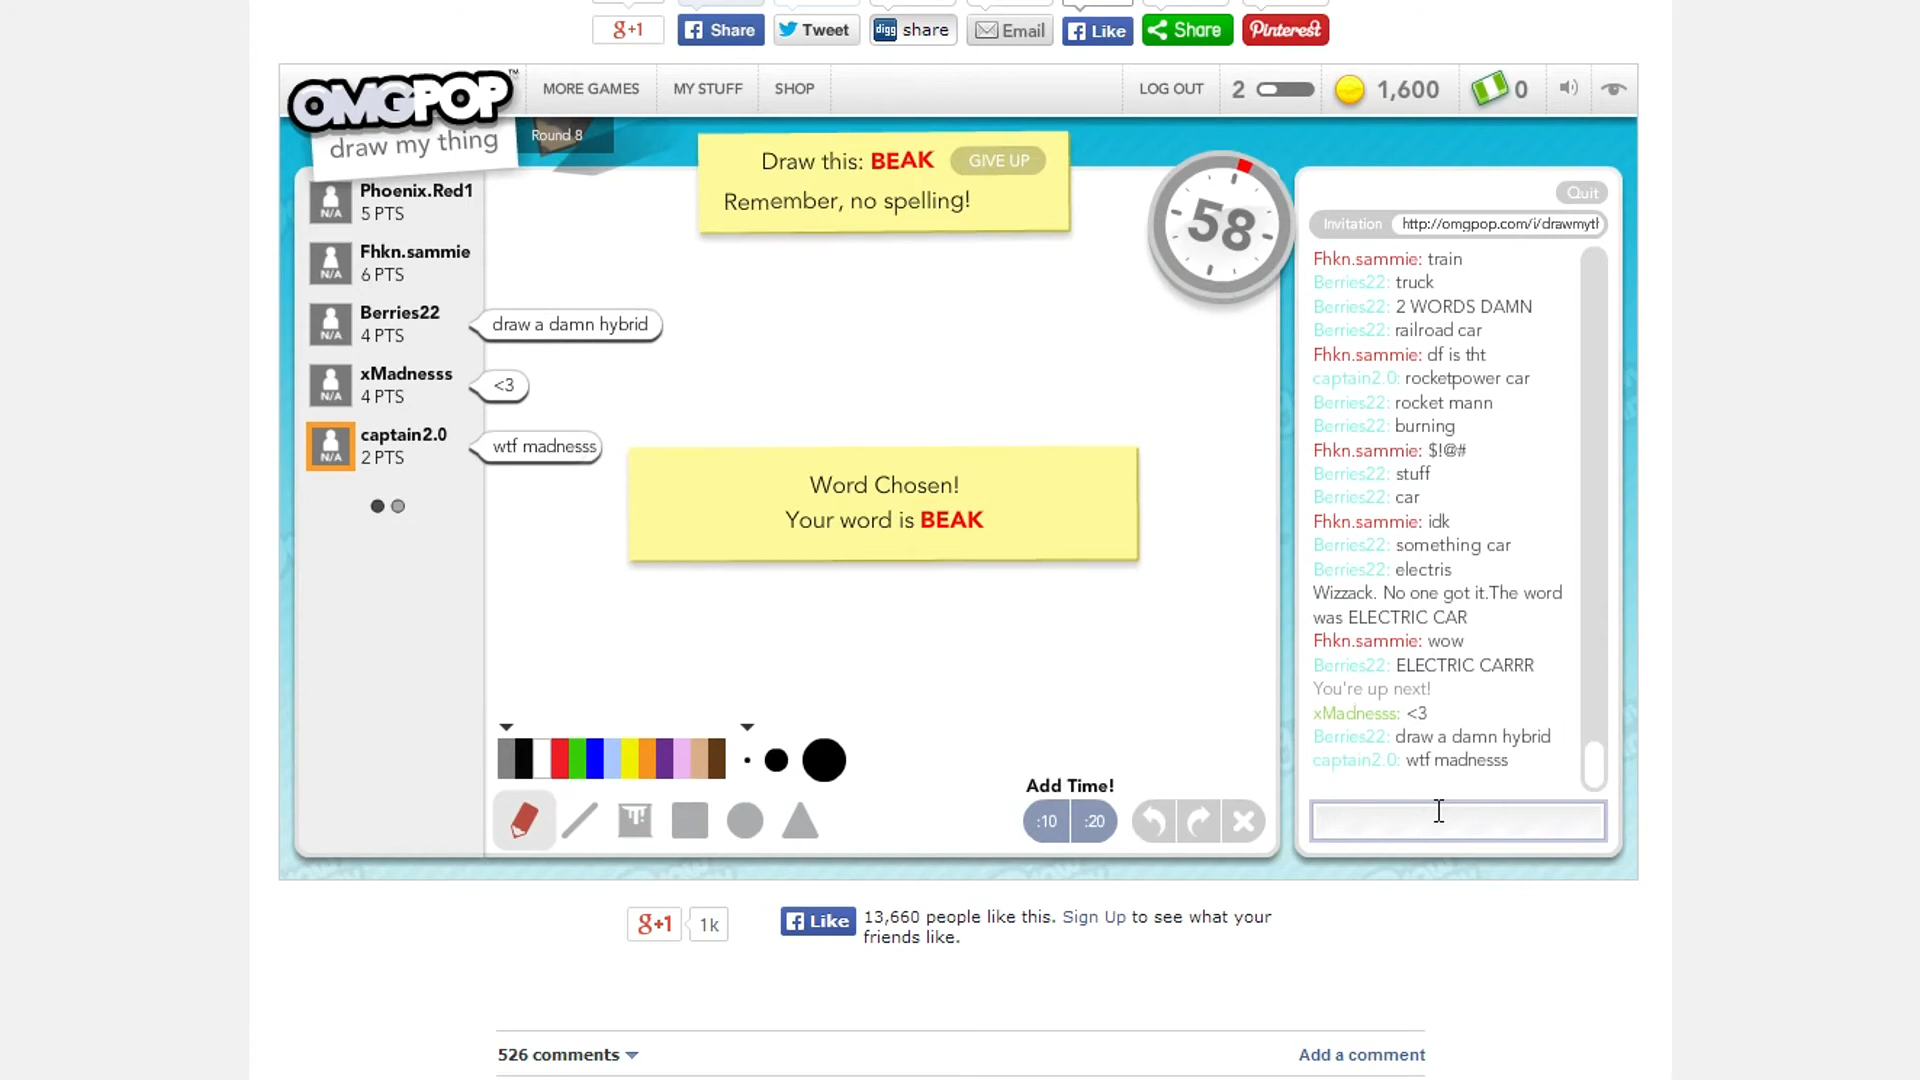 g+1 Share Tweet digg share Email Like Share Pinterest
OMGPOP™ MORE GAMES MY STUFF SHOP LOG OUT 2 1,600 0
draw my thing
Round 8
Draw this: BEAK GIVE UP
Remember, no spelling!
58
N/A Phoenix.Red1
5 PTS
N/A Fhkn.sammie
6 PTS
N/A Berries22
4 PTS
draw a damn hybrid
N/A xMadnesss
4 PTS
<3
N/A captain2.0
2 PTS
wtf madnesss
Word Chosen!
Your word is BEAK
Add Time!
:10 :20
Quit
Invitation http://omgpop.com/i/drawmyth
Fhkn.sammie: train
Berries22: truck
Berries22: 2 WORDS DAMN
Berries22: railroad car
Fhkn.sammie: df is tht
captain2.0: rocketpower car
Berries22: rocket mann
Berries22: burning
Fhkn.sammie: $!@#
Berries22: stuff
Berries22: car
Fhkn.sammie: idk
Berries22: something car
Berries22: electris
Wizzack. No one got it.The word
was ELECTRIC CAR
Fhkn.sammie: wow
Berries22: ELECTRIC CARRR
You're up next!
xMadnesss: <3
Berries22: draw a damn hybrid
captain2.0: wtf madnesss
g+1 1k Like 13,660 people like this. Sign Up to see what your
friends like.
526 comments Add a comment